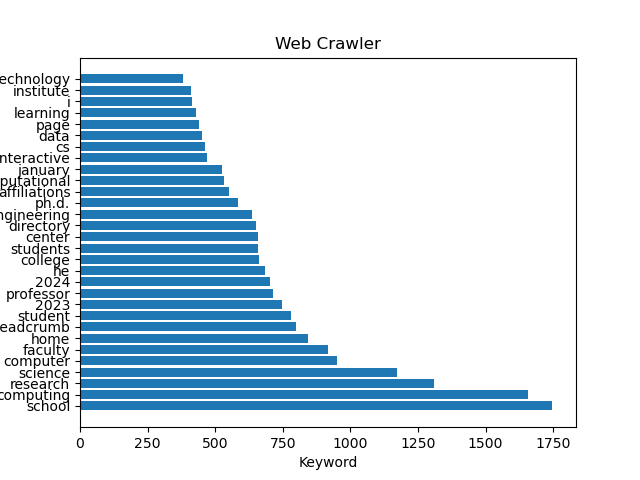 Web Crawler
echnology
institute
i
learning
page
data
cs
nteractive
january
putational
affiliations
ph.d.
ngineering
directory
center
students
college
he
2024
professor
2023
student
eadcrumb
home
faculty
computer
science
research
computing
school
0 250 500 750 1000 1250 1500 1750
Keyword